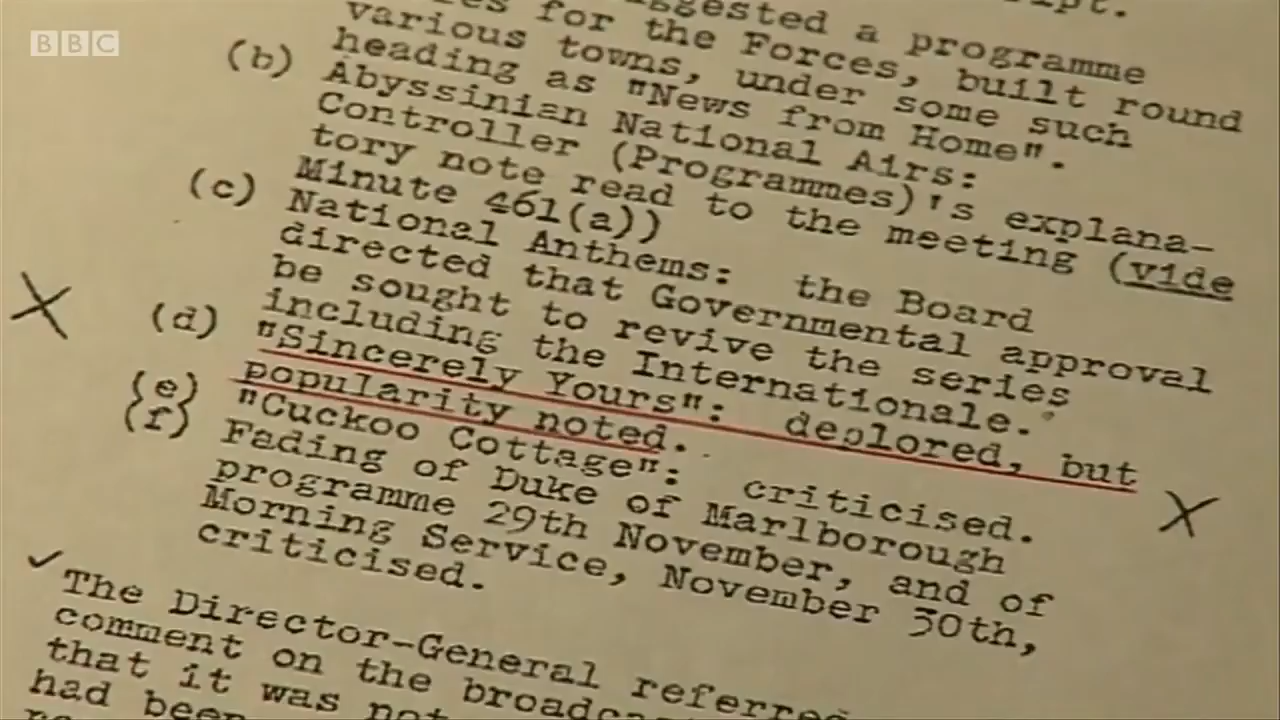 BBC
a programme
for the Forces, built round
various towns, under some such
heading as "News from Home".
(b) Abyssinian National Airs:
Controller (Programmes)'s explana-
tory note read to the meeting (vide
Minute 461(a))
(c) National Anthems: the Board
directed that Governmental approval
be sought to revive the series
including the Internationale.
(d) "Sincerely Yours": deplored, but
popularity noted.
(e) "Cuckoo Cottage": criticised.
(f) Fading of Duke of Marlborough
programme 29th November, and of
Morning Service, November 30th,
criticised.
The Director-General referred
comment on the
that it was not
had been